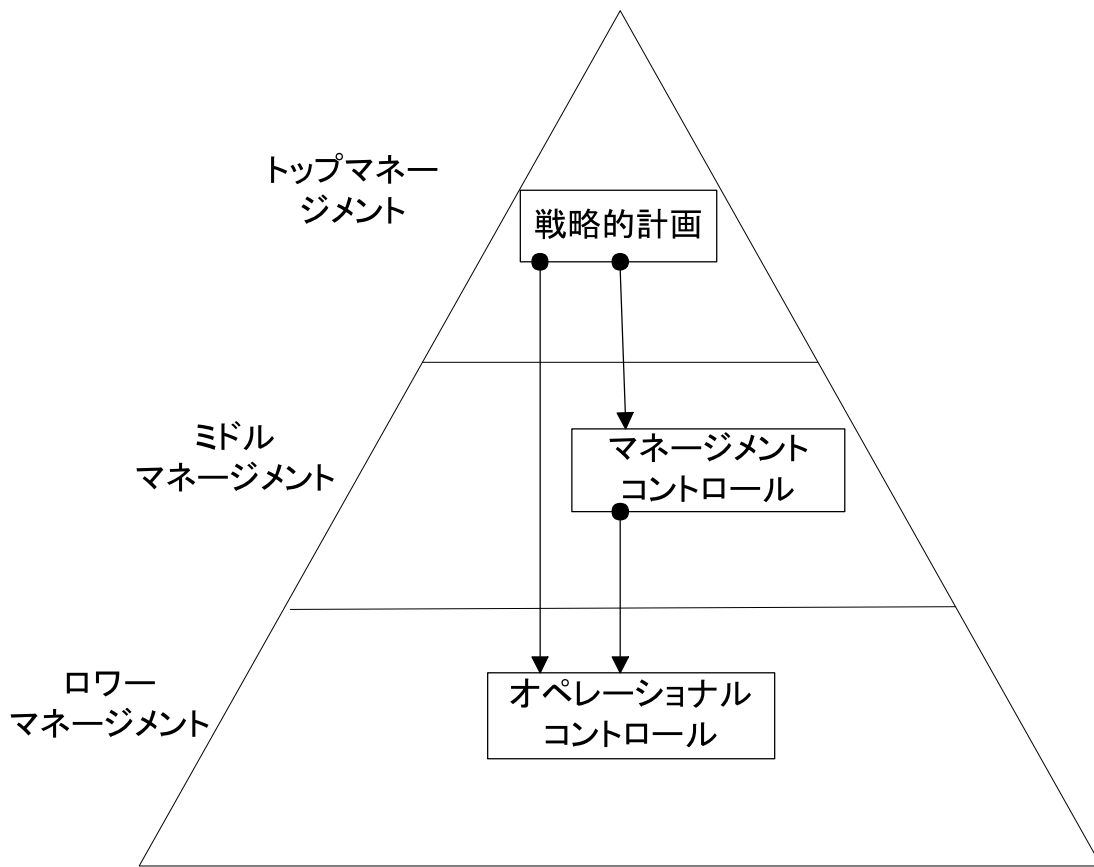 トップマネー
ジメント
戦略的計画
ミドル
マネージメント
マネージメント
コントロール
ロワー
マネージメント
オペレーショナル
コントロール